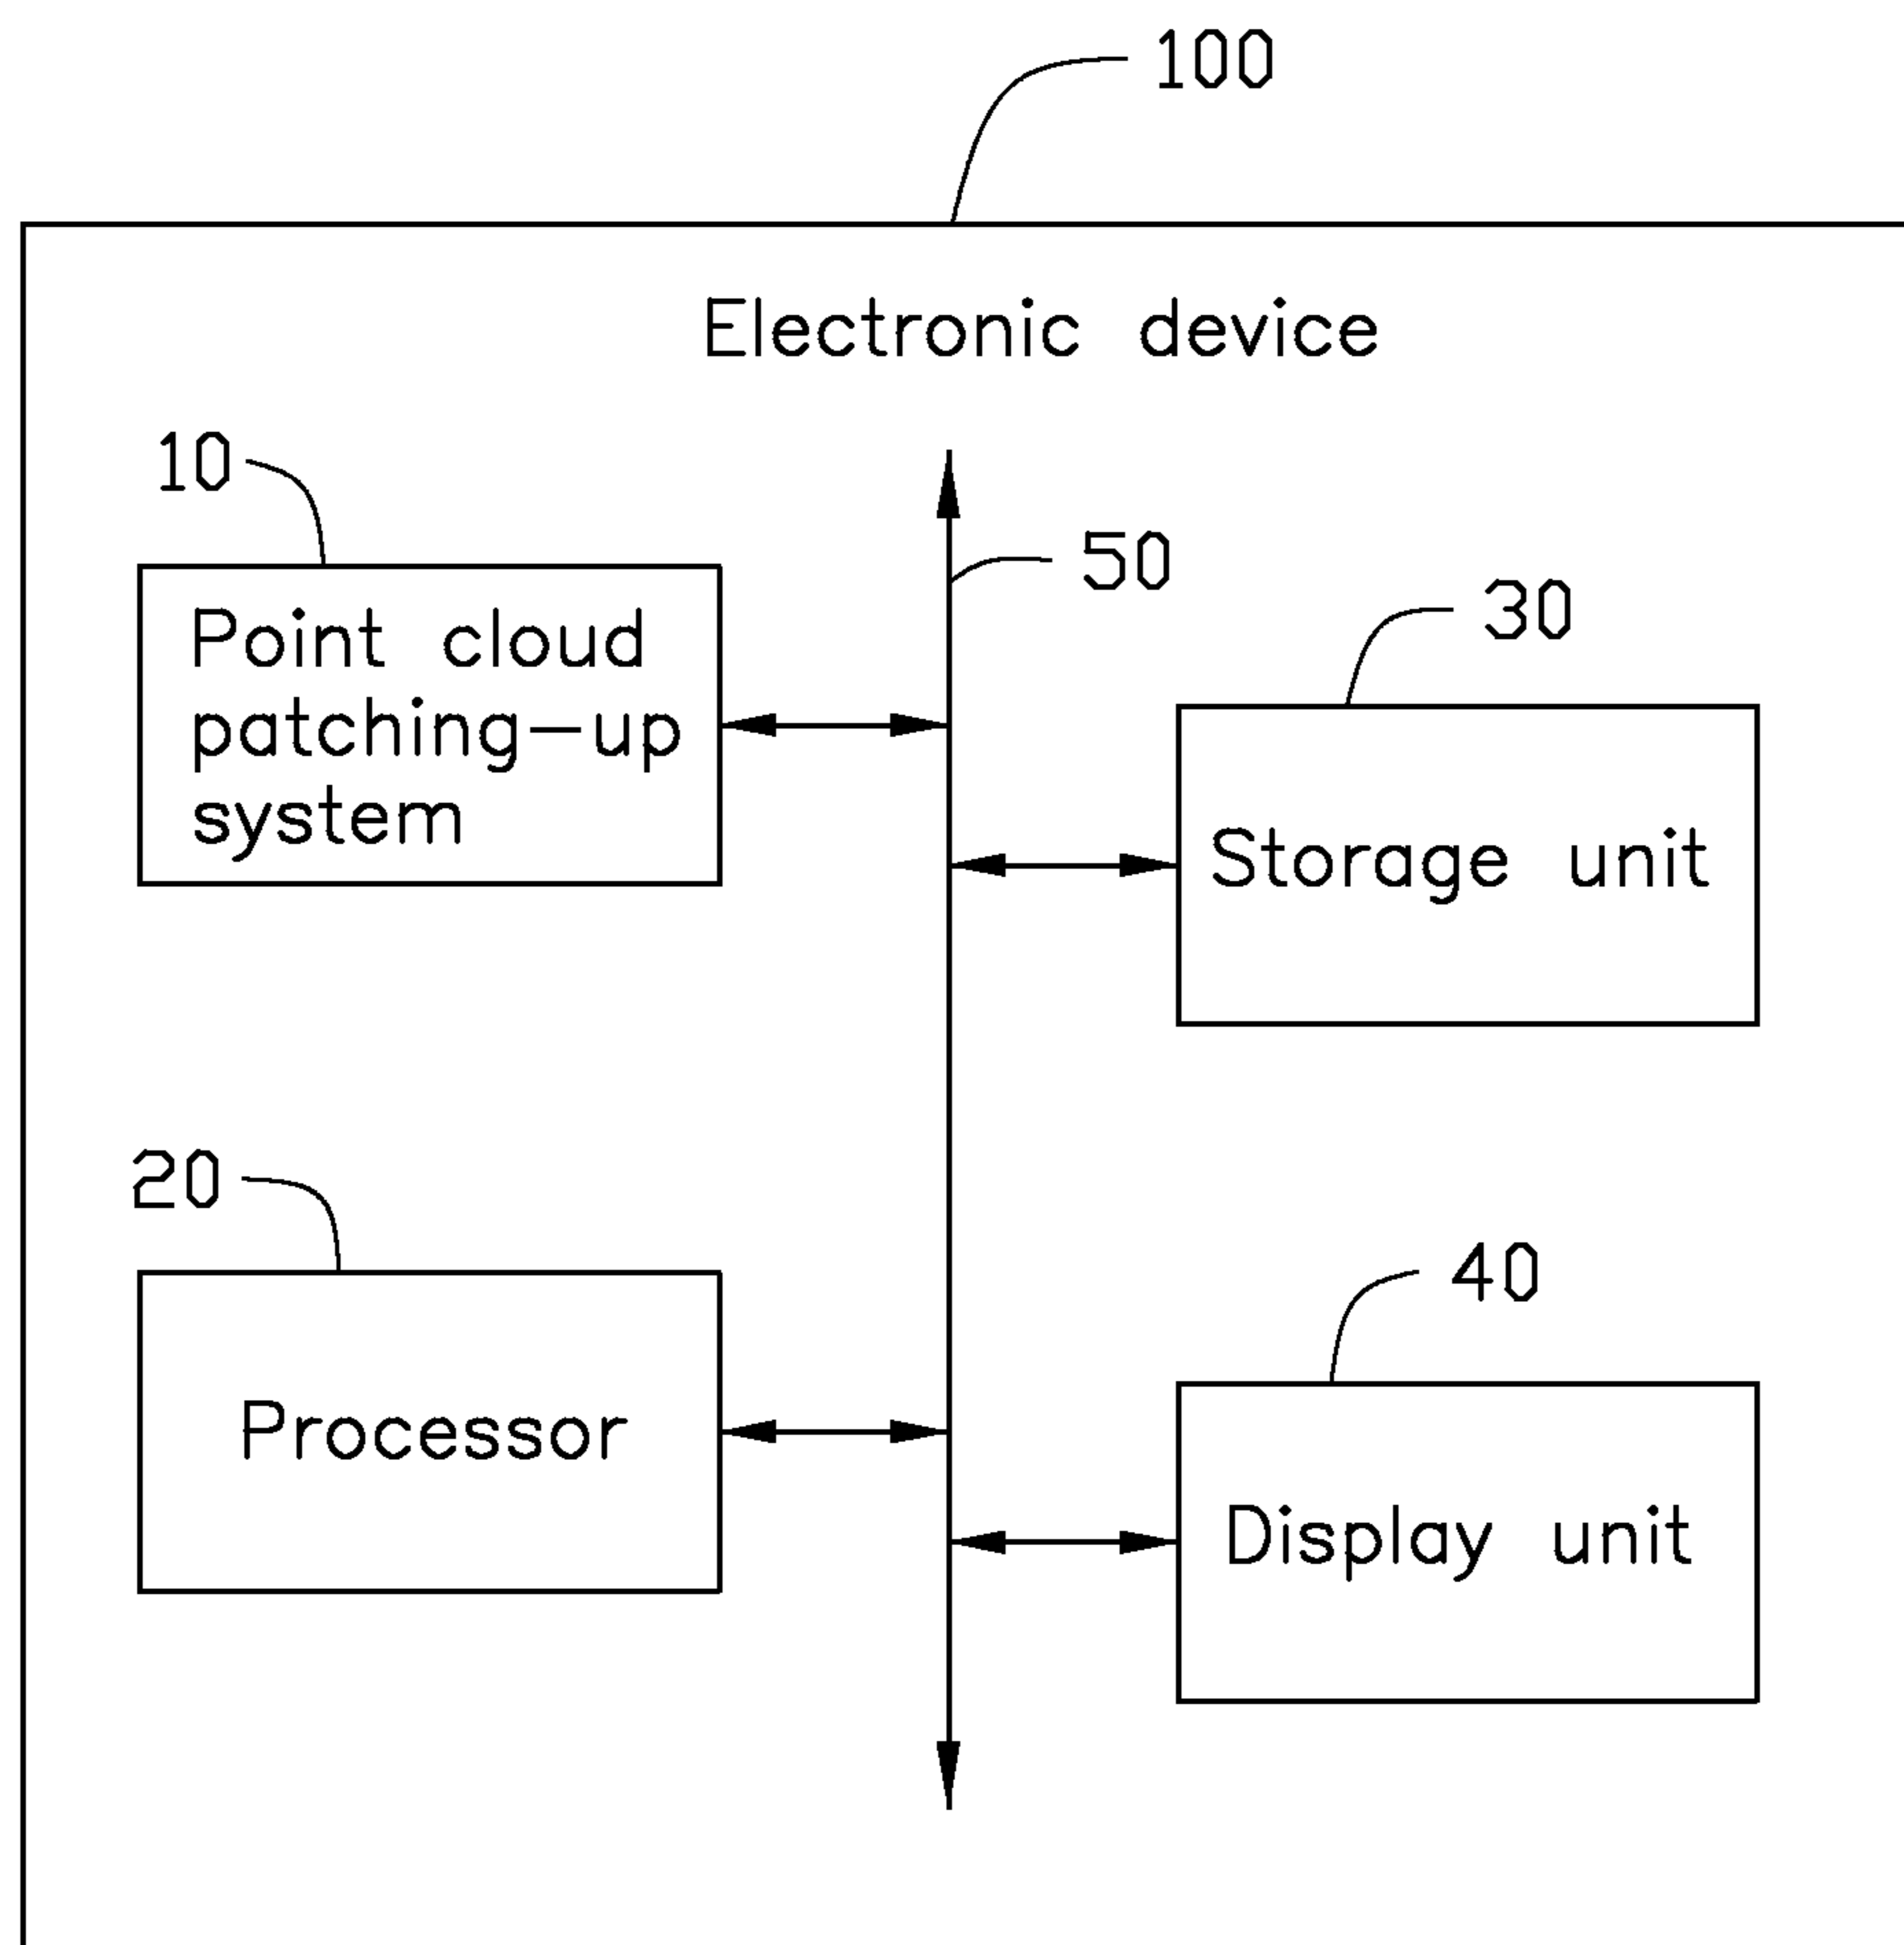 100
Electronic device
10
50
30
Point cloud
patching-up
system
Storage unit
20
40
Processor
Display unit